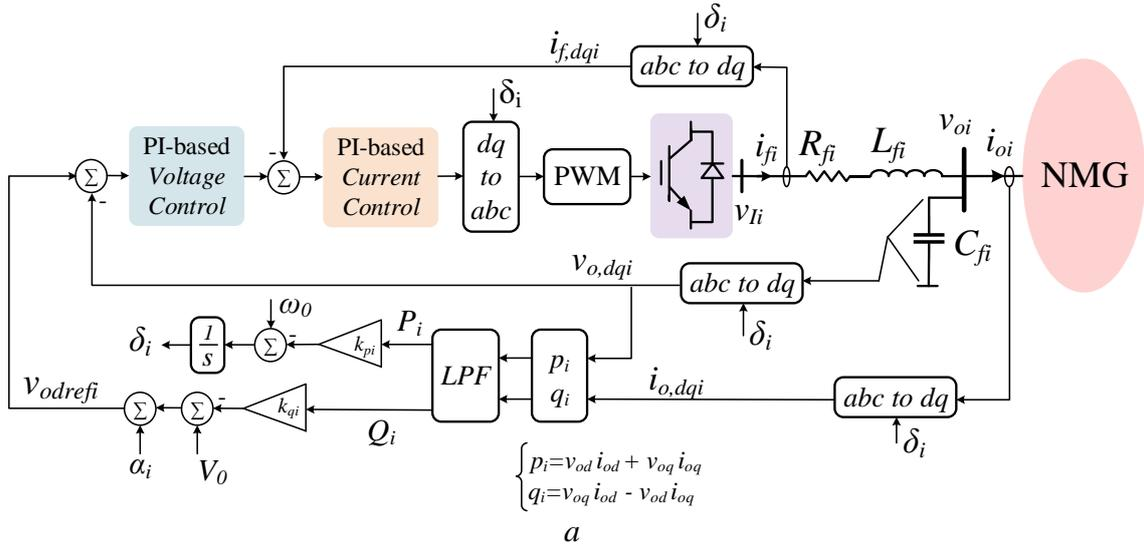 δi
if,dqi
abc to dq
δi
PI-based
Voltage
Control
Σ
-
Σ
-
PI-based
Current
Control
dq
to
abc
PWM
vIi
ifi
Rfi
Lfi
voi
ioi
NMG
Cfi
vo,dqi
abc to dq
δi
δi
1
s
Σ
-
ω0
kpi
Pi
LPF
pi
qi
io,dqi
abc to dq
δi
vodrefi
Σ
αi
Σ
-
V0
kqi
Qi
pi=vod iod + voq ioq
qi=voq iod - vod ioq
a